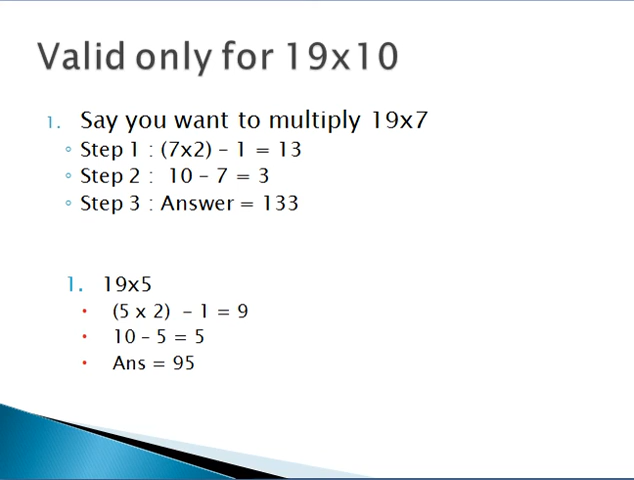 Valid only for 19x10
1. Say you want to multiply 19x7
◦ Step 1 : (7x2) – 1 = 13
◦ Step 2 :  10 – 7 = 3
◦ Step 3 : Answer = 133
1. 19x5
• (5 x 2)  – 1 = 9
• 10 – 5 = 5
• Ans = 95